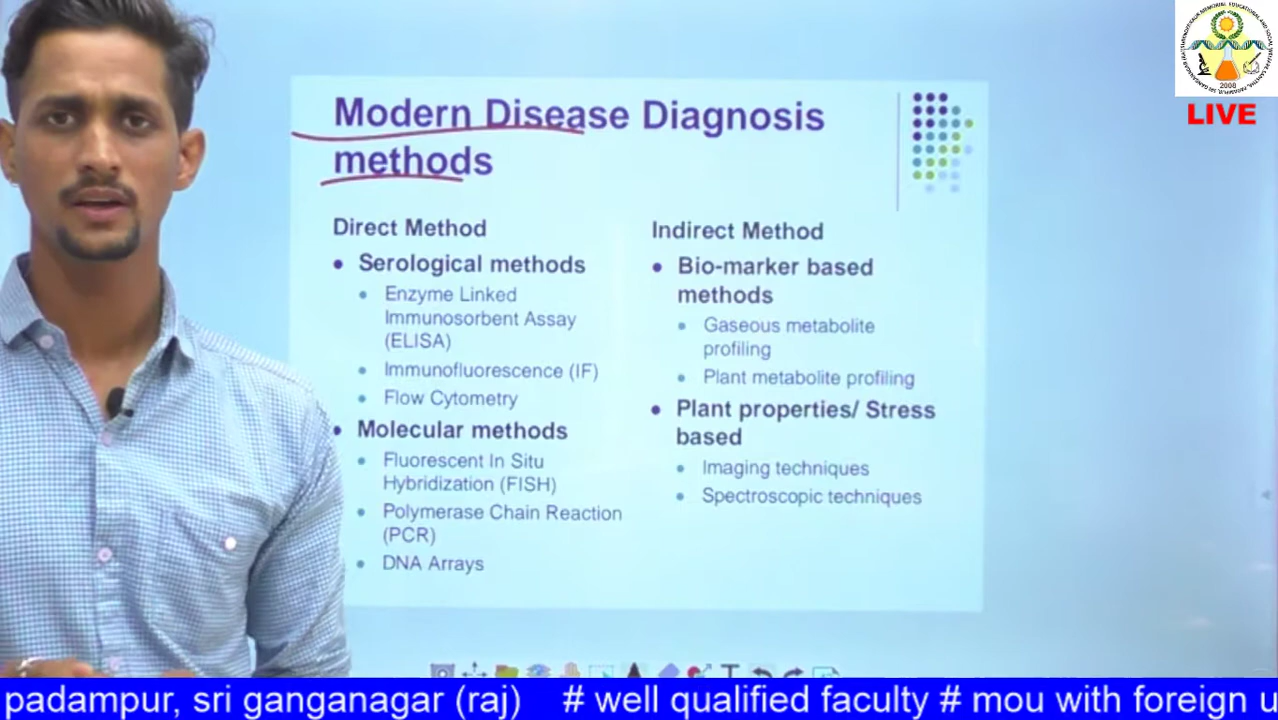 Modern Disease Diagnosis
methods
Direct Method
Serological methods
Enzyme Linked
Immunosorbent Assay
(ELISA)
Immunofluorescence (IF)
Flow Cytometry
Molecular methods
Fluorescent In Situ
Hybridization (FISH)
Polymerase Chain Reaction
(PCR)
DNA Arrays
Indirect Method
Bio-marker based
methods
Gaseous metabolite
profiling
Plant metabolite profiling
Plant properties/ Stress
based
Imaging techniques
Spectroscopic techniques
2008
LIVE
padampur, sri ganganagar (raj) # well qualified faculty # mou with foreign u